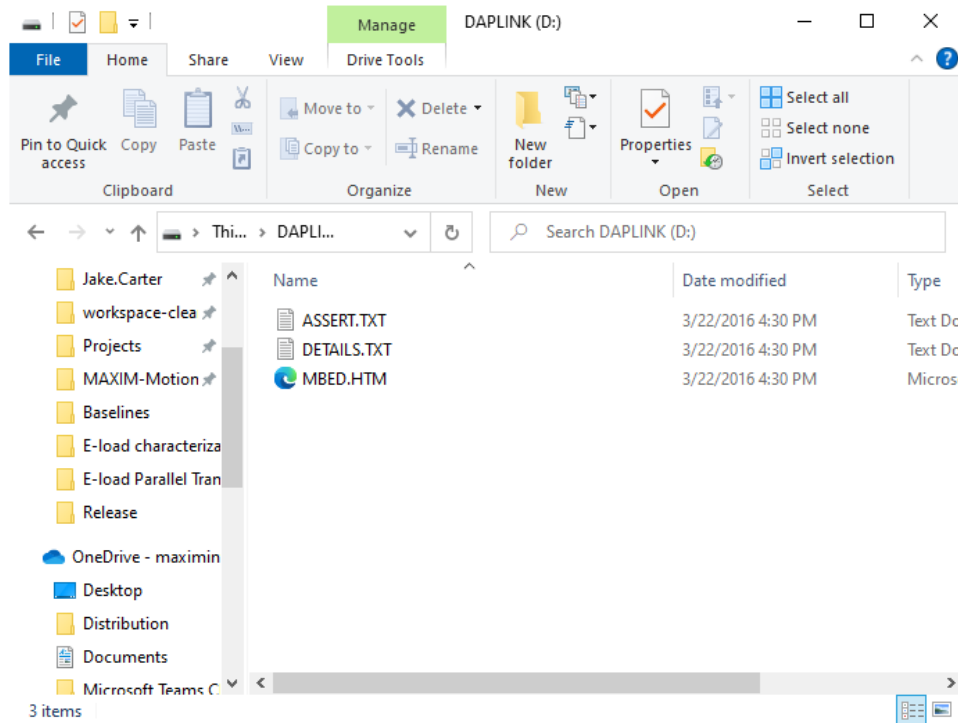 Manage DAPLINK (D:)
File Home Share View Drive Tools
Pin to Quick access
Copy
Paste
Move to
Copy to
Delete
Rename
New folder
Properties
Select all
Select none
Invert selection
Clipboard Organize New Open Select
Thi... DAPLI... Search DAPLINK (D:)
Jake.Carter
workspace-clea
Projects
MAXIM-Motion
Baselines
E-load characteriza
E-load Parallel Tran
Release
OneDrive - maximin
Desktop
Distribution
Documents
Microsoft Teams C
Name Date modified Type
ASSERT.TXT 3/22/2016 4:30 PM Text Do
DETAILS.TXT 3/22/2016 4:30 PM Text Do
MBED.HTM 3/22/2016 4:30 PM Micros
3 items